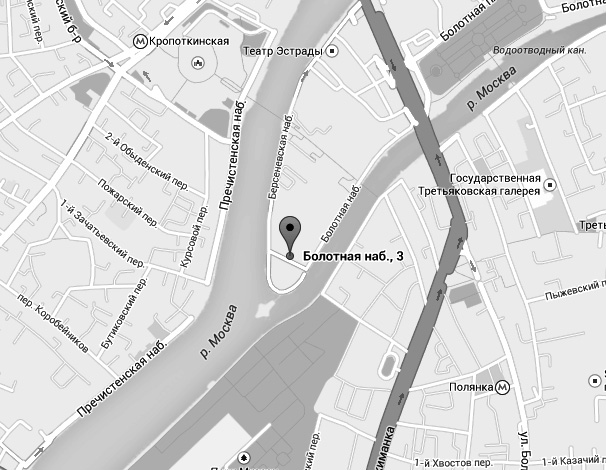 Болотная наб.
Болотная
Кропоткинская
Театр Эстрады
Водоотводный кан.
р. Москва
Пречистенская наб.
Берсеневская наб.
2-й Обыденский пер.
Государственная
Третьяковская галерея
Пожарский пер.
Болотная наб.
1-й Зачатьевский пер.
Курсовой пер.
Болотная наб., 3
Пыжевский пер.
Бутиковский пер.
пер. Коробейников
р. Москва
Пречистенская наб.
Полянка
1-й Хвостов пер.
1-й Казачий пер.